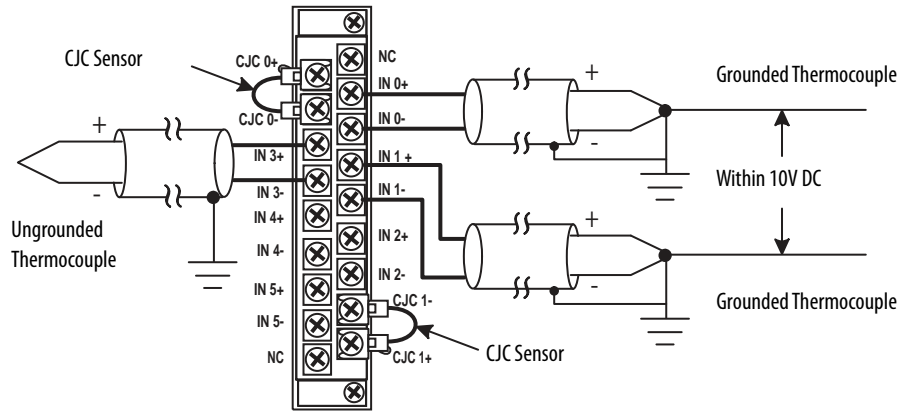 CJC Sensor
CJC 0+
CJC 0-
NC
IN 0+
IN 0-
+
-
Grounded Thermocouple
+
-
IN 3+
IN 3-
IN 4+
IN 4-
IN 5+
IN 5-
NC
Ungrounded
Thermocouple
IN 1 +
IN 1-
IN 2+
IN 2-
CJC 1-
CJC 1+
Within 10V DC
+
-
Grounded Thermocouple
CJC Sensor